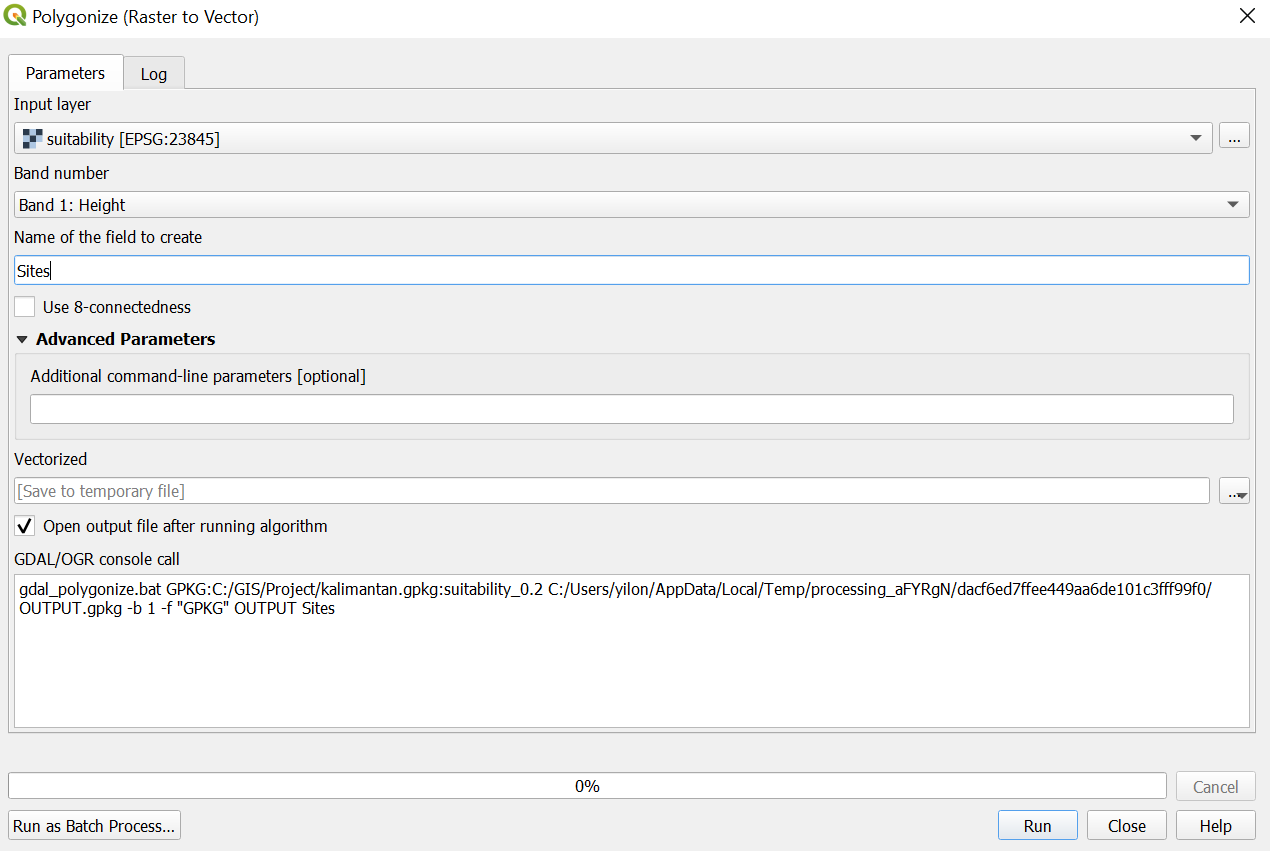 Polygonize (Raster to Vector)
Parameters
Log
Input layer
suitability [EPSG:23845]
...
Band number
Band 1: Height
Name of the field to create
Sites
Use 8-connectedness
Advanced Parameters
Additional command-line parameters [optional]
Vectorized
[Save to temporary file]
...
Open output file after running algorithm
GDAL/OGR console call
gdal_polygonize.bat GPKG:C:/GIS/Project/kalimantan.gpkg:suitability_0.2 C:/Users/yilon/AppData/Local/Temp/processing_aFYRgN/dacf6ed7ffee449aa6de101c3fff99f0/
OUTPUT.gpkg -b 1 -f "GPKG" OUTPUT Sites
0%
Cancel
Run as Batch Process...
Run
Close
Help